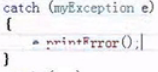 catch (myException e)
{
e printError();
}